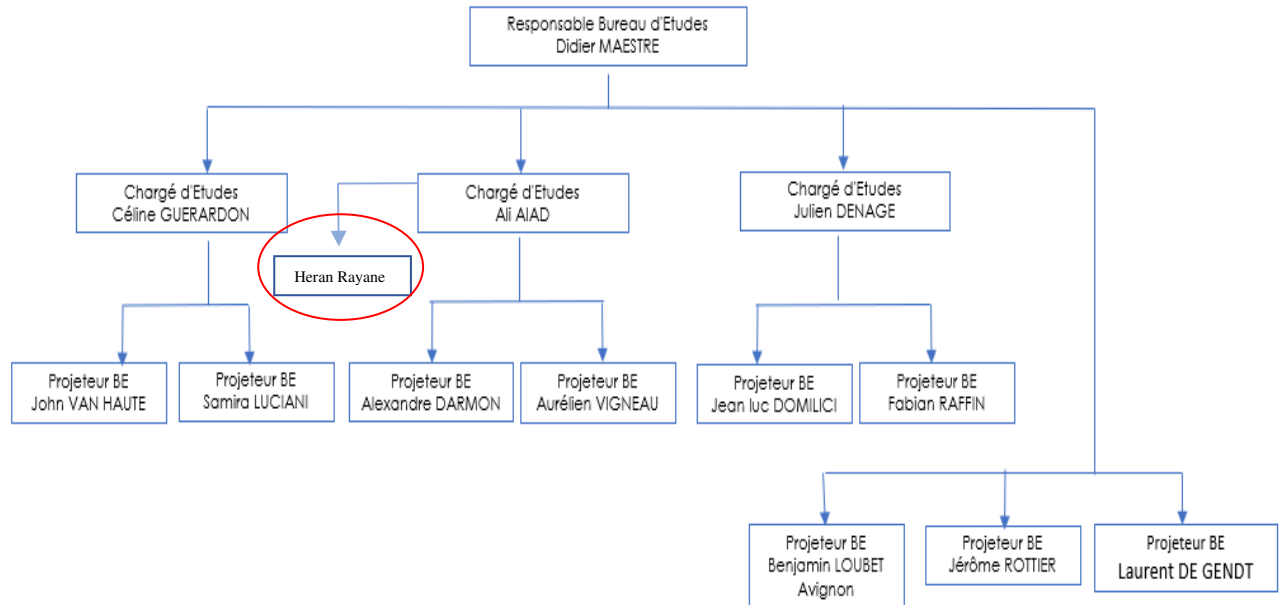 Responsable Bureau d'Etudes
Didier MAESTRE
Chargé d'Etudes
Céline GUERARDON
Chargé d'Etudes
Ali AIAD
Chargé d'Etudes
Julien DENAGE
Heran Rayane
Projeteur BE
John VAN HAUTE
Projeteur BE
Samira LUCIANI
Projeteur BE
Alexandre DARMON
Projeteur BE
Aurélien VIGNEAU
Projeteur BE
Jean luc DOMILICI
Projeteur BE
Fabian RAFFIN
Projeteur BE
Benjamin LOUBET
Avignon
Projeteur BE
Jérôme ROTTIER
Projeteur BE
Laurent DE GENDT